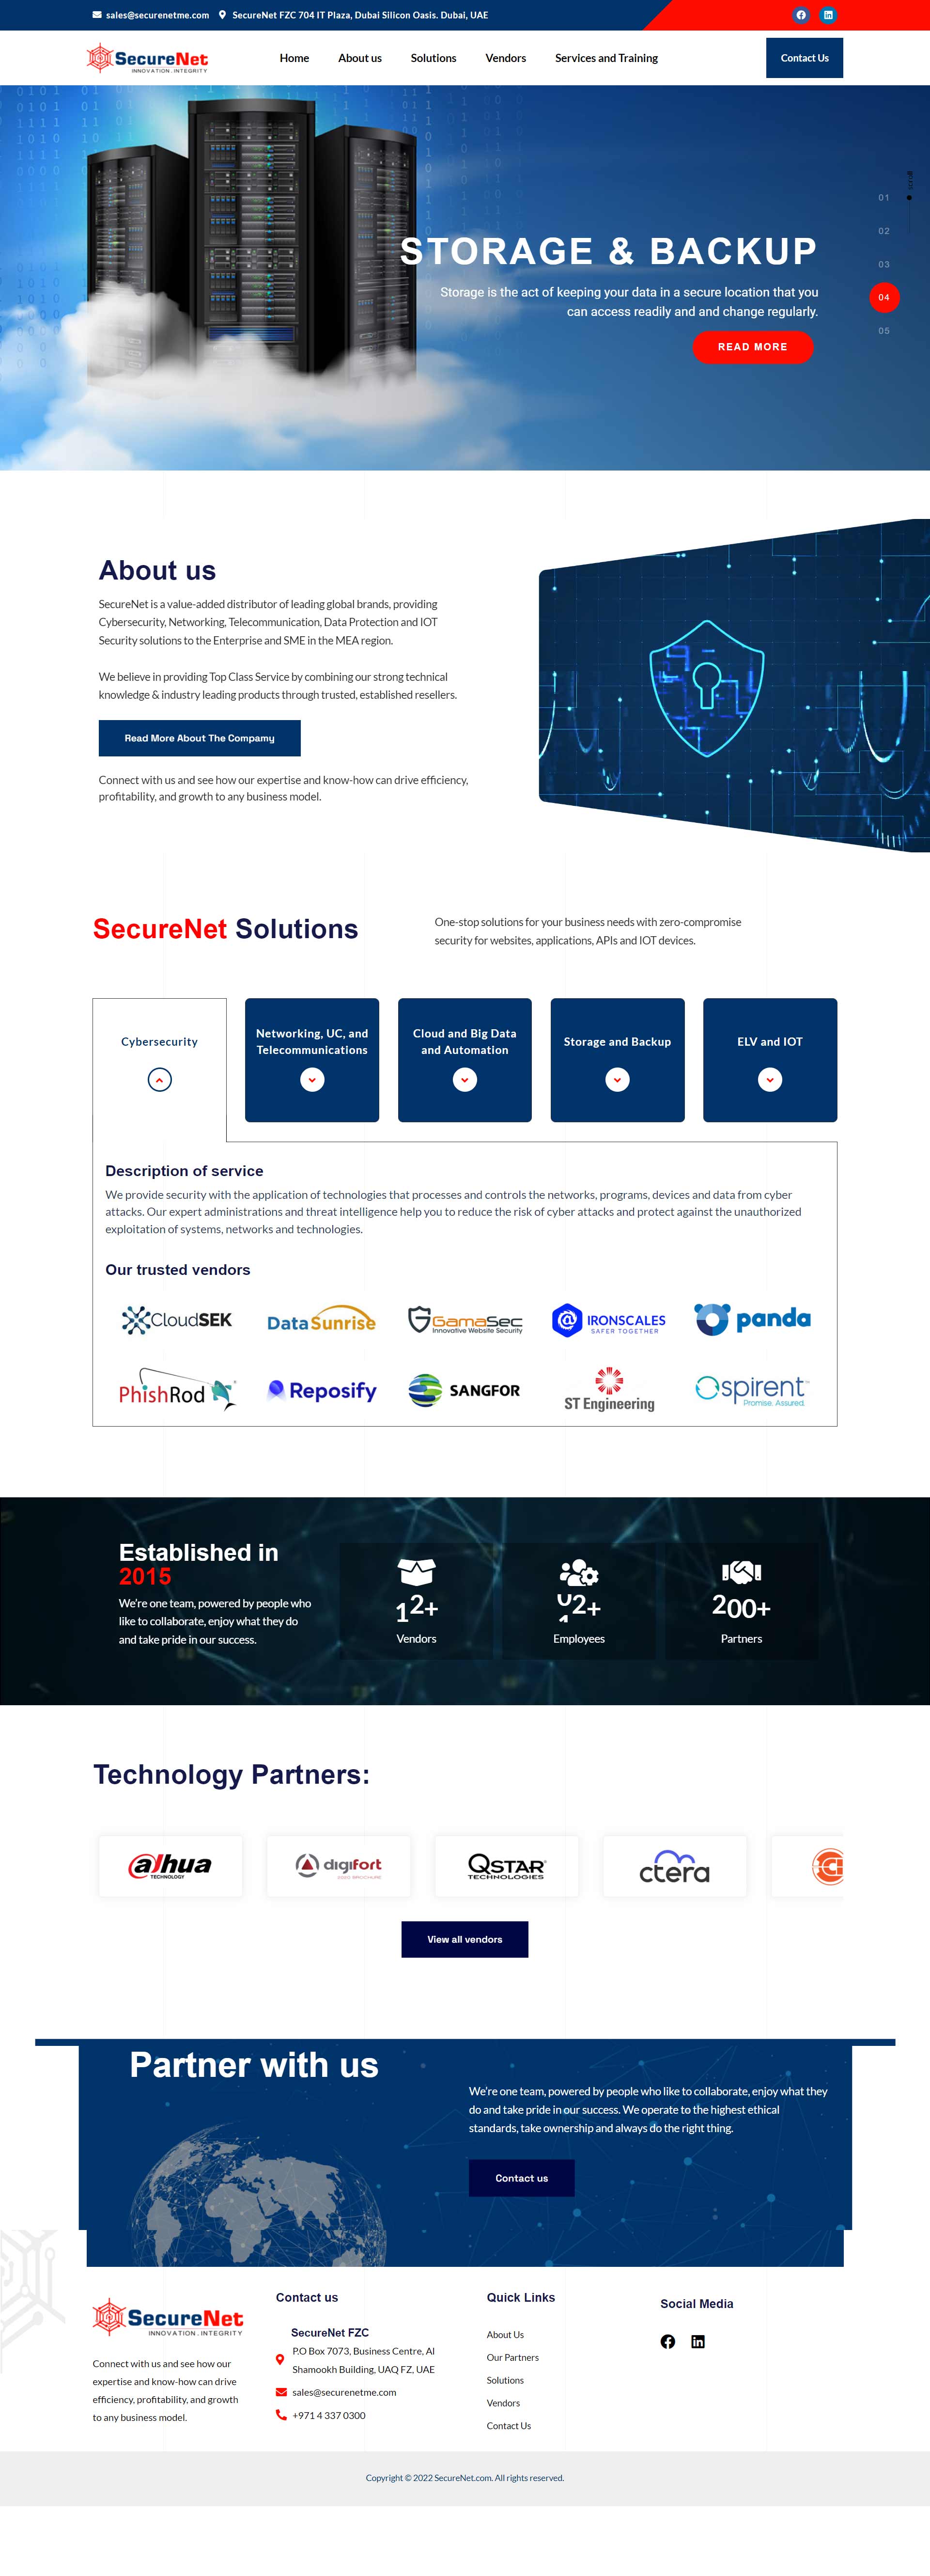 sales@securenetme.com SecureNet FZC 704 IT Plaza, Dubai Silicon Oasis. Dubai, UAE
SecureNet
INNOVATION.INTEGRITY
Home About us Solutions Vendors Services and Training
Contact Us
scroll
01
02
03
04
05
STORAGE & BACKUP
Storage is the act of keeping your data in a secure location that you
can access readily and and change regularly.
READ MORE
About us
SecureNet is a value-added distributor of leading global brands, providing
Cybersecurity, Networking, Telecommunication, Data Protection and IOT
Security solutions to the Enterprise and SME in the MEA region.
We believe in providing Top Class Service by combining our strong technical
knowledge & industry leading products through trusted, established resellers.
Read More About The Compamy
Connect with us and see how our expertise and know-how can drive efficiency,
profitability, and growth to any business model.
SecureNet Solutions
One-stop solutions for your business needs with zero-compromise
security for websites, applications, APIs and IOT devices.
Cybersecurity
Networking, UC, and
Telecommunications
Cloud and Big Data
and Automation
Storage and Backup
ELV and IOT
Description of service
We provide security with the application of technologies that processes and controls the networks, programs, devices and data from cyber
attacks. Our expert administrations and threat intelligence help you to reduce the risk of cyber attacks and protect against the unauthorized
exploitation of systems, networks and technologies.
Our trusted vendors
CloudSEK
DataSunrise
GamaSec
Innovative Website Security
IRONSCALES
SAFER TOGETHER
panda
PhishRod
Reposify
SANGFOR
ST Engineering
spirent
Promise. Assured.
Established in
2015
We're one team, powered by people who
like to collaborate, enjoy what they do
and take pride in our success.
12+
Vendors
2+
Employees
200+
Partners
Technology Partners:
alhua
TECHNOLOGY
digifort
QSTAR
TECHNOLOGIES
ctera
View all vendors
Partner with us
We're one team, powered by people who like to collaborate, enjoy what they
do and take pride in our success. We operate to the highest ethical
standards, take ownership and always do the right thing.
Contact us
SecureNet
INNOVATION.INTEGRITY
Connect with us and see how our
expertise and know-how can drive
efficiency, profitability, and growth
to any business model.
Contact us
SecureNet FZC
P.O Box 7073, Business Centre, Al
Shamookh Building, UAQ FZ, UAE
sales@securenetme.com
+971 4 337 0300
Quick Links
About Us
Our Partners
Solutions
Vendors
Contact Us
Social Media
Copyright © 2022 SecureNet.com. All rights reserved.